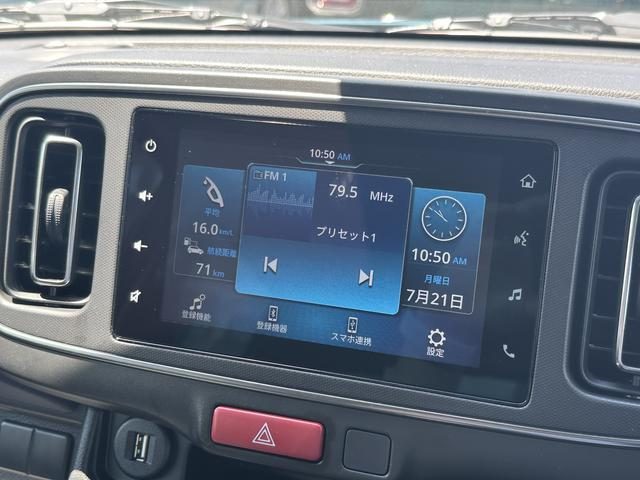 10:50 AM
FM 1
79.5 MHz
プリセット1
平均
16.0 km/L
航続距離
71 km
10:50 AM
月曜日
7月21日
登録機能
登録機器
スマホ連携
設定